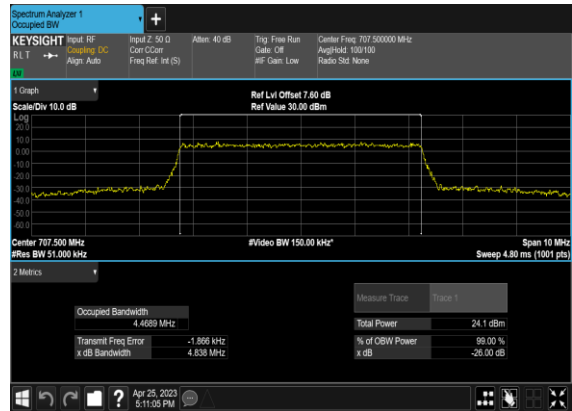 Spectrum Analyzer 1
Occupied BW
+
KEYSIGHT Input: RF Input Z: 50 Ω Atten: 40 dB Trig: Free Run Center Freq: 707.500000 MHz
RLT Coupling: DC Corr CCorr Gate: Off Avg|Hold: 100/100
Align: Auto Freq Ref: Int (S) #IF Gain: Low Radio Std: None
1 Graph
Ref Lvl Offset 7.60 dB
Scale/Div 10.0 dB Ref Value 30.00 dBm
Log
20.0
10.0
0.00
-10.0
-20.0
-30.0
-40.0
-50.0
-60.0
Center 707.500 MHz #Video BW 150.00 kHz* Span 10 MHz
#Res BW 51.000 kHz Sweep 4.80 ms (1001 pts)
2 Metrics
Measure Trace Trace 1
Occupied Bandwidth
4.4689 MHz Total Power 24.1 dBm
Transmit Freq Error -1.866 kHz % of OBW Power 99.00 %
x dB Bandwidth 4.838 MHz x dB -26.00 dB
? Apr 25, 2023
5:11:05 PM